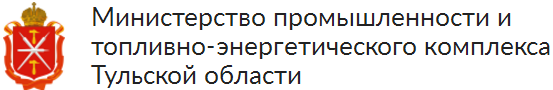 Министерство промышленности и
топливно-энергетического комплекса
Тульской области